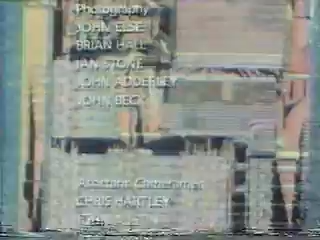 Photography
JOHN ELSE
BRIAN HALL
IAN STONE
JOHN ADDERLEY
JOHN BECK
Assistant Cameraman
CHRIS HARTLEY